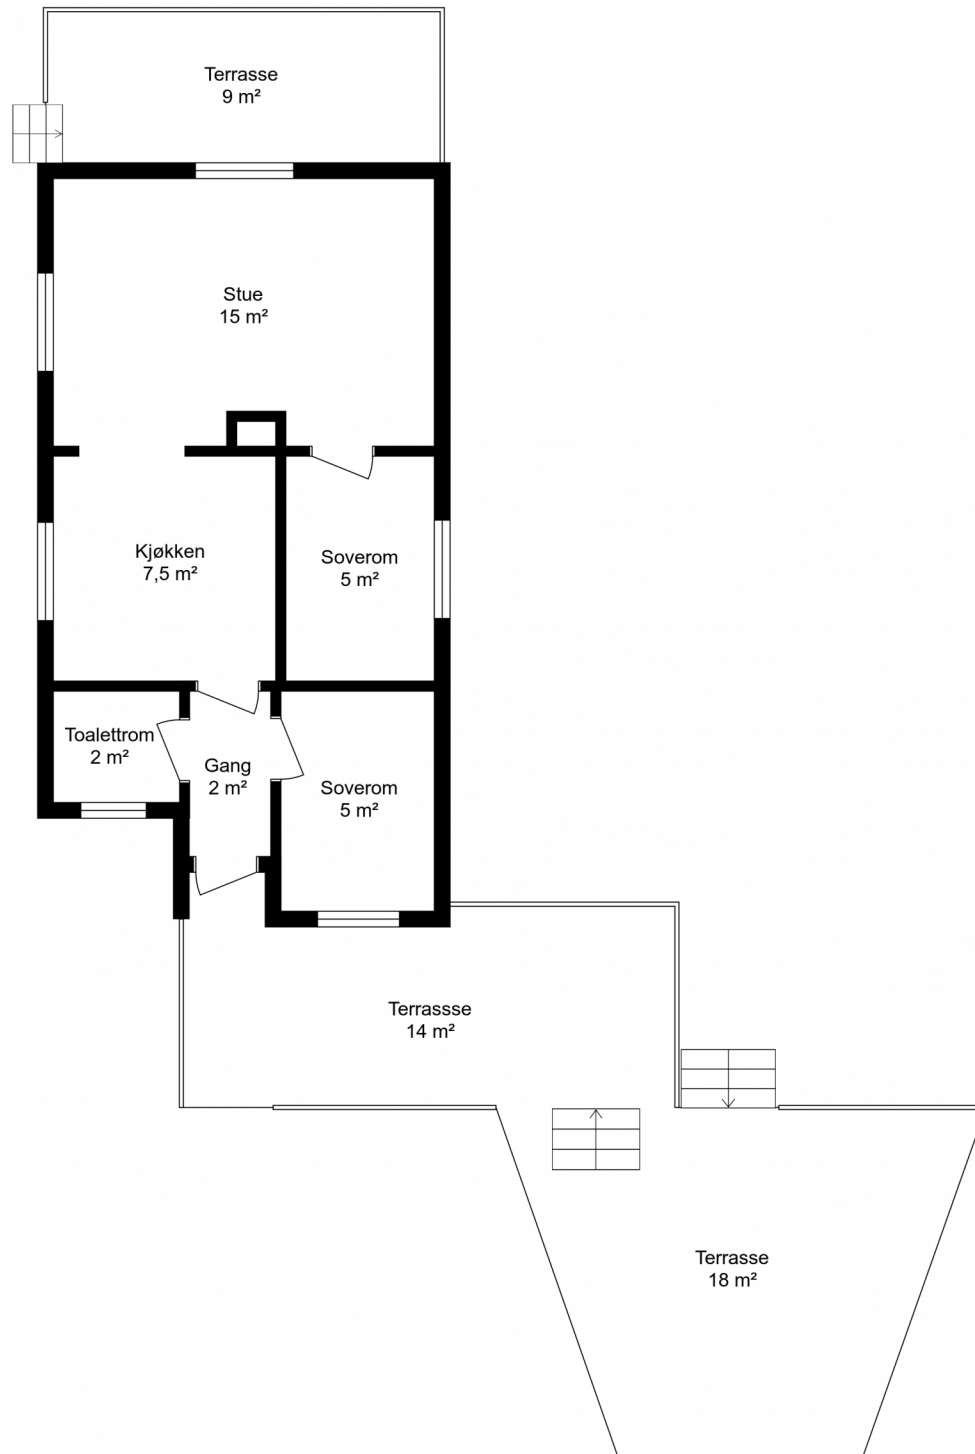 Terrasse
9 m²
Stue
15 m²
Kjøkken
7,5 m²
Soverom
5 m²
Toalettrom
2 m²
Gang
2 m²
Soverom
5 m²
Terrassse
14 m²
Terrasse
18 m²